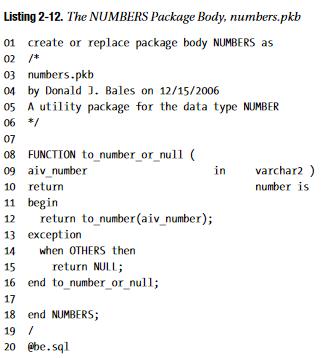 Listing 2-12. The NUMBERS Package Body, numbers.pkb
01 create or replace package body NUMBERS as
02 /*
03 numbers.pkb
04 by Donald J. Bales on 12/15/2006
05 A utility package for the data type NUMBER
06 */
07
08 FUNCTION to_number_or_null (
09 aiv_number in varchar2 )
10 return number is
11 begin
12 return to_number(aiv_number);
13 exception
14 when OTHERS then
15 return NULL;
16 end to_number_or_null;
17
18 end NUMBERS;
19 /
20 @be.sql